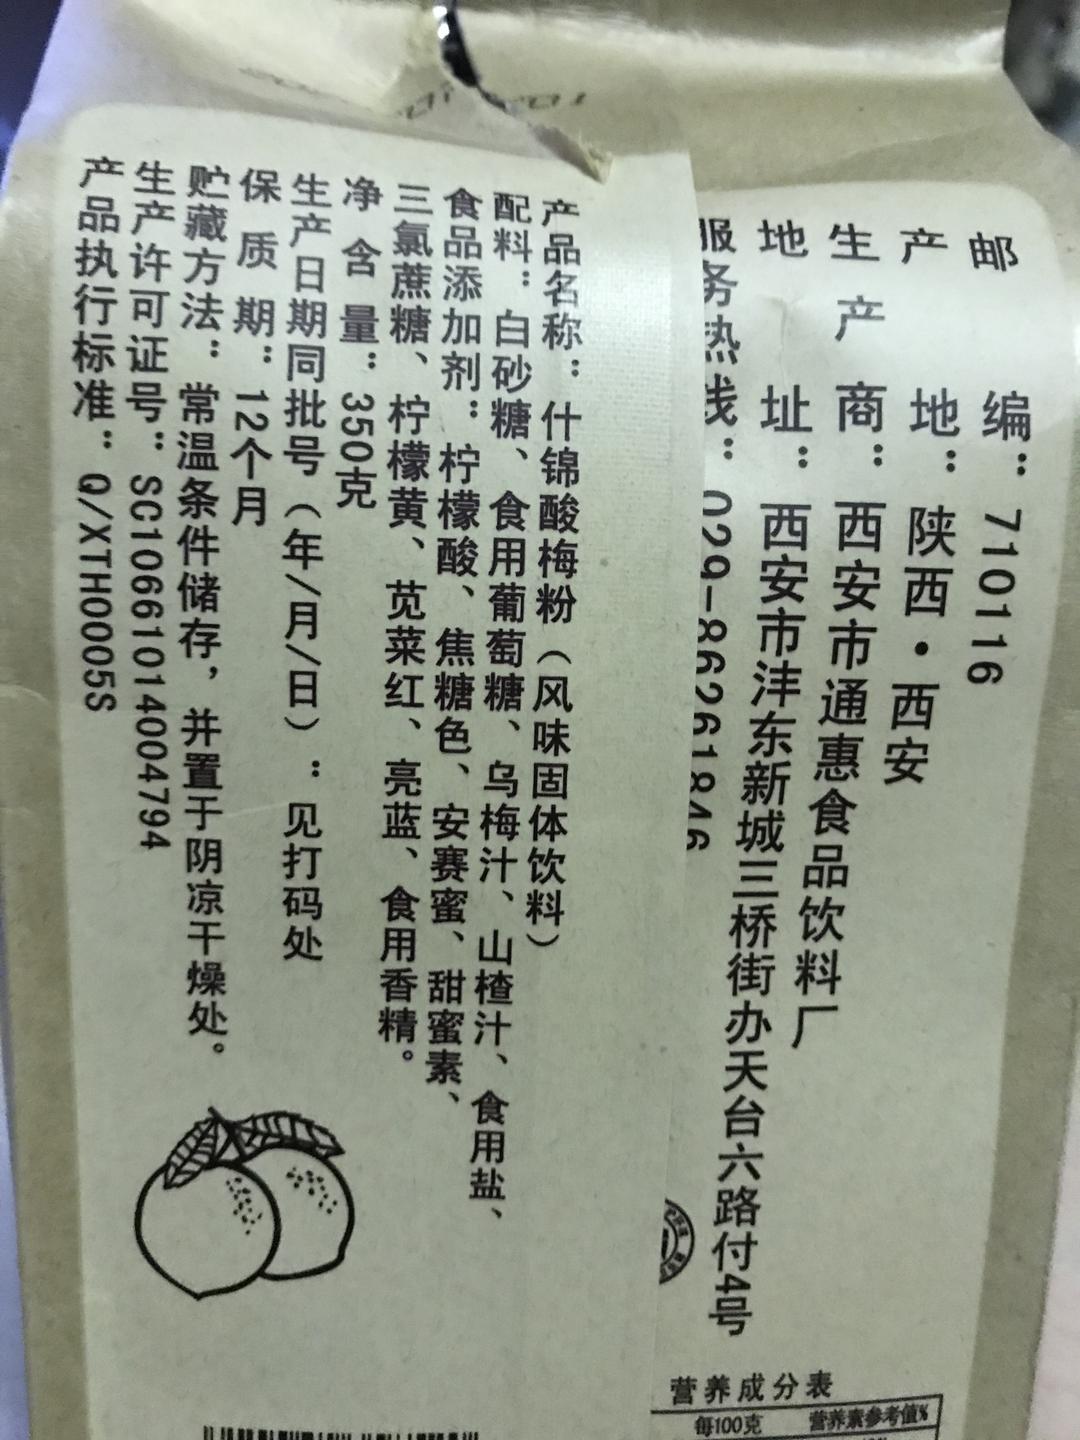 产品名称：什锦酸梅粉（风味固体饮料）
配料：白砂糖、食用葡萄糖、乌梅汁、山楂汁、食用盐、
食品添加剂：柠檬酸、焦糖色、安赛蜜、甜蜜素、
三氯蔗糖、柠檬黄、苋菜红、亮蓝、食用香精。
净含量：350克
生产日期同批号（年/月/日）：见打码处
保质期：12个月
贮藏方法：常温条件储存，并置于阴凉干燥处。
生产许可证号：SC10661014004794
产品执行标准：Q/XTH0005S
邮编：710116
产地：陕西·西安
生产商：西安市通惠食品饮料厂
地址：西安市沣东新城三桥街办天台六路付4号
服务热线：029-86261846
营养成分表
每100克 营养素参考值%